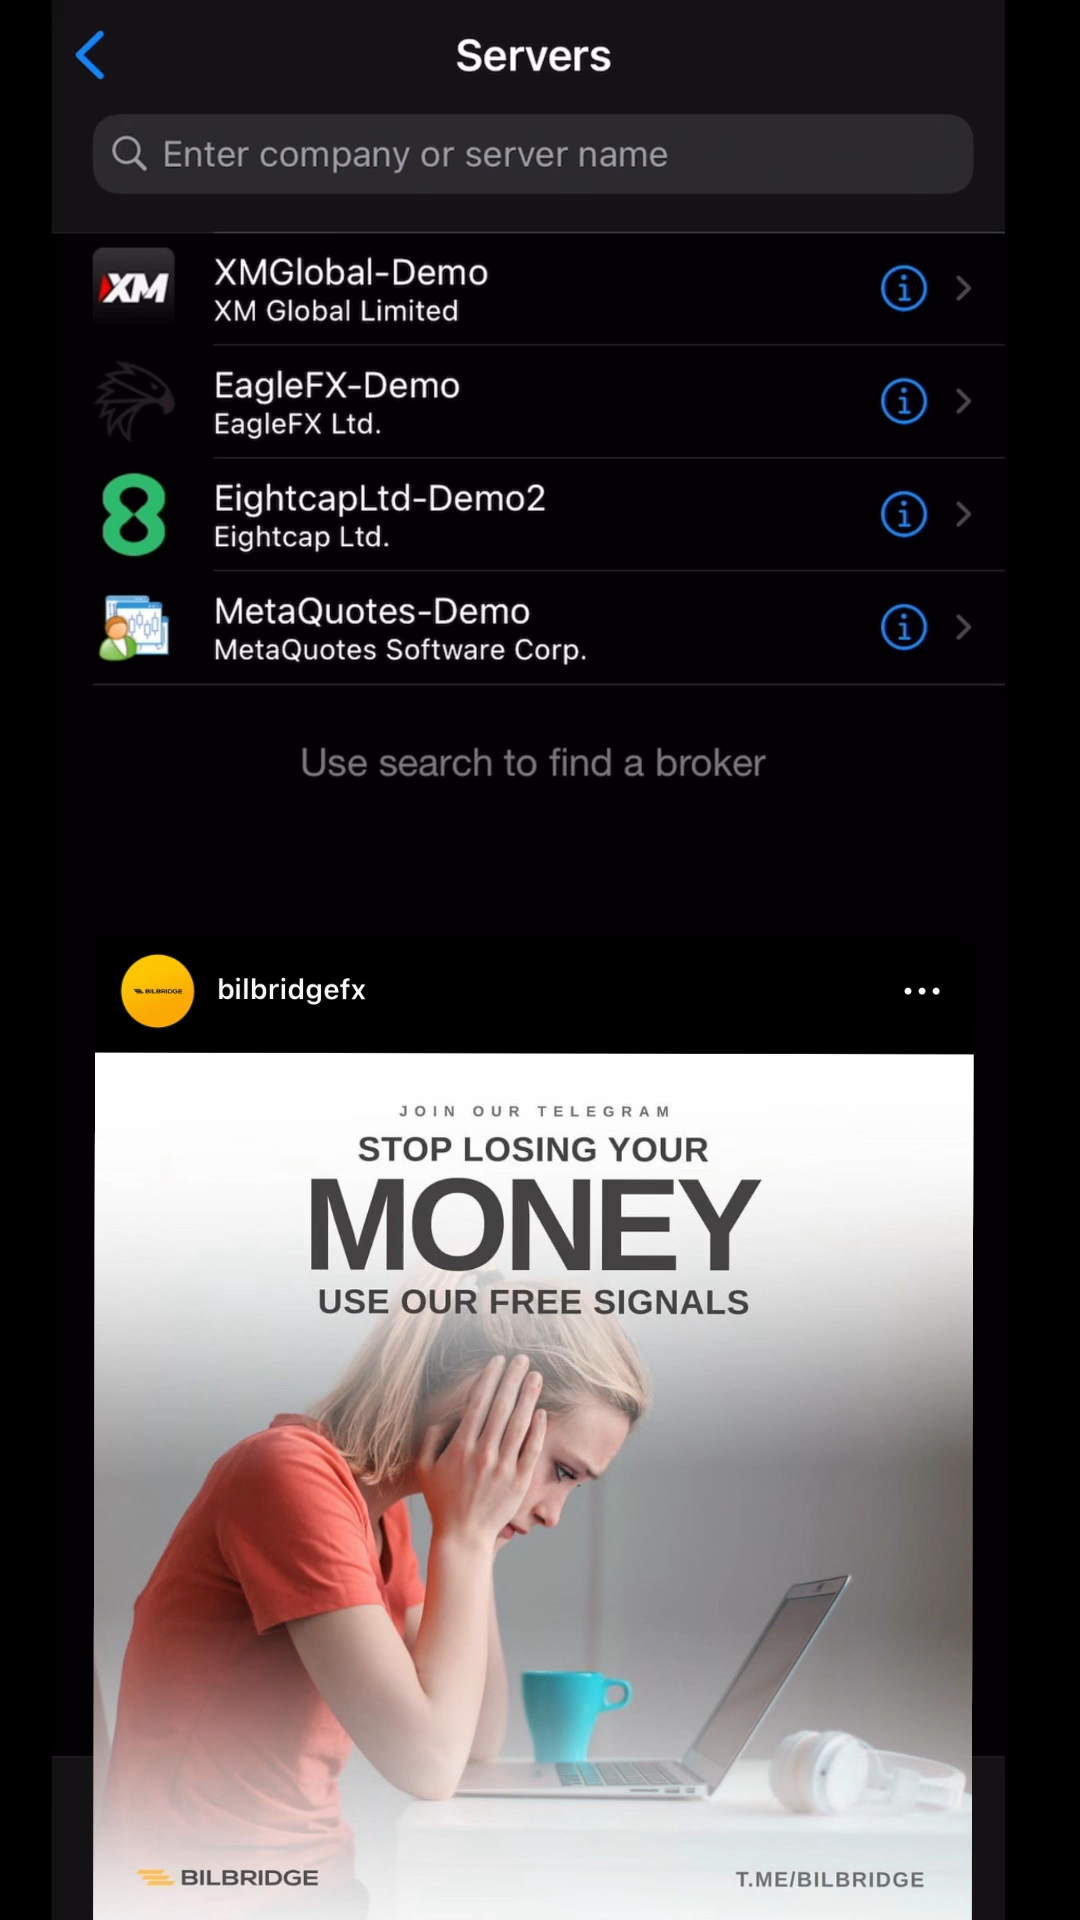 Servers
Enter company or server name
XM
XMGlobal-Demo
XM Global Limited
EagleFX-Demo
EagleFX Ltd.
8
EightcapLtd-Demo2
Eightcap Ltd.
MetaQuotes-Demo
MetaQuotes Software Corp.
Use search to find a broker
BILBRIDGE
bilbridgefx
JOIN OUR TELEGRAM
STOP LOSING YOUR
MONEY
USE OUR FREE SIGNALS
BILBRIDGE
T.ME/BILBRIDGE